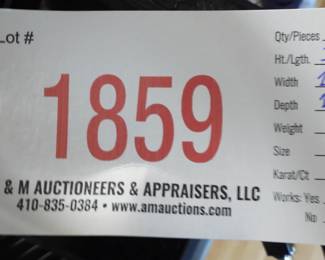 Lot #
1859
& M AUCTIONEERS & APPRAISERS, LLC
410-835-0384 • www.amauctions.com
Qty/Pieces
Ht./Lgth.
Width
Depth
Weight
Size
Karat/Ct
Works: Yes
No